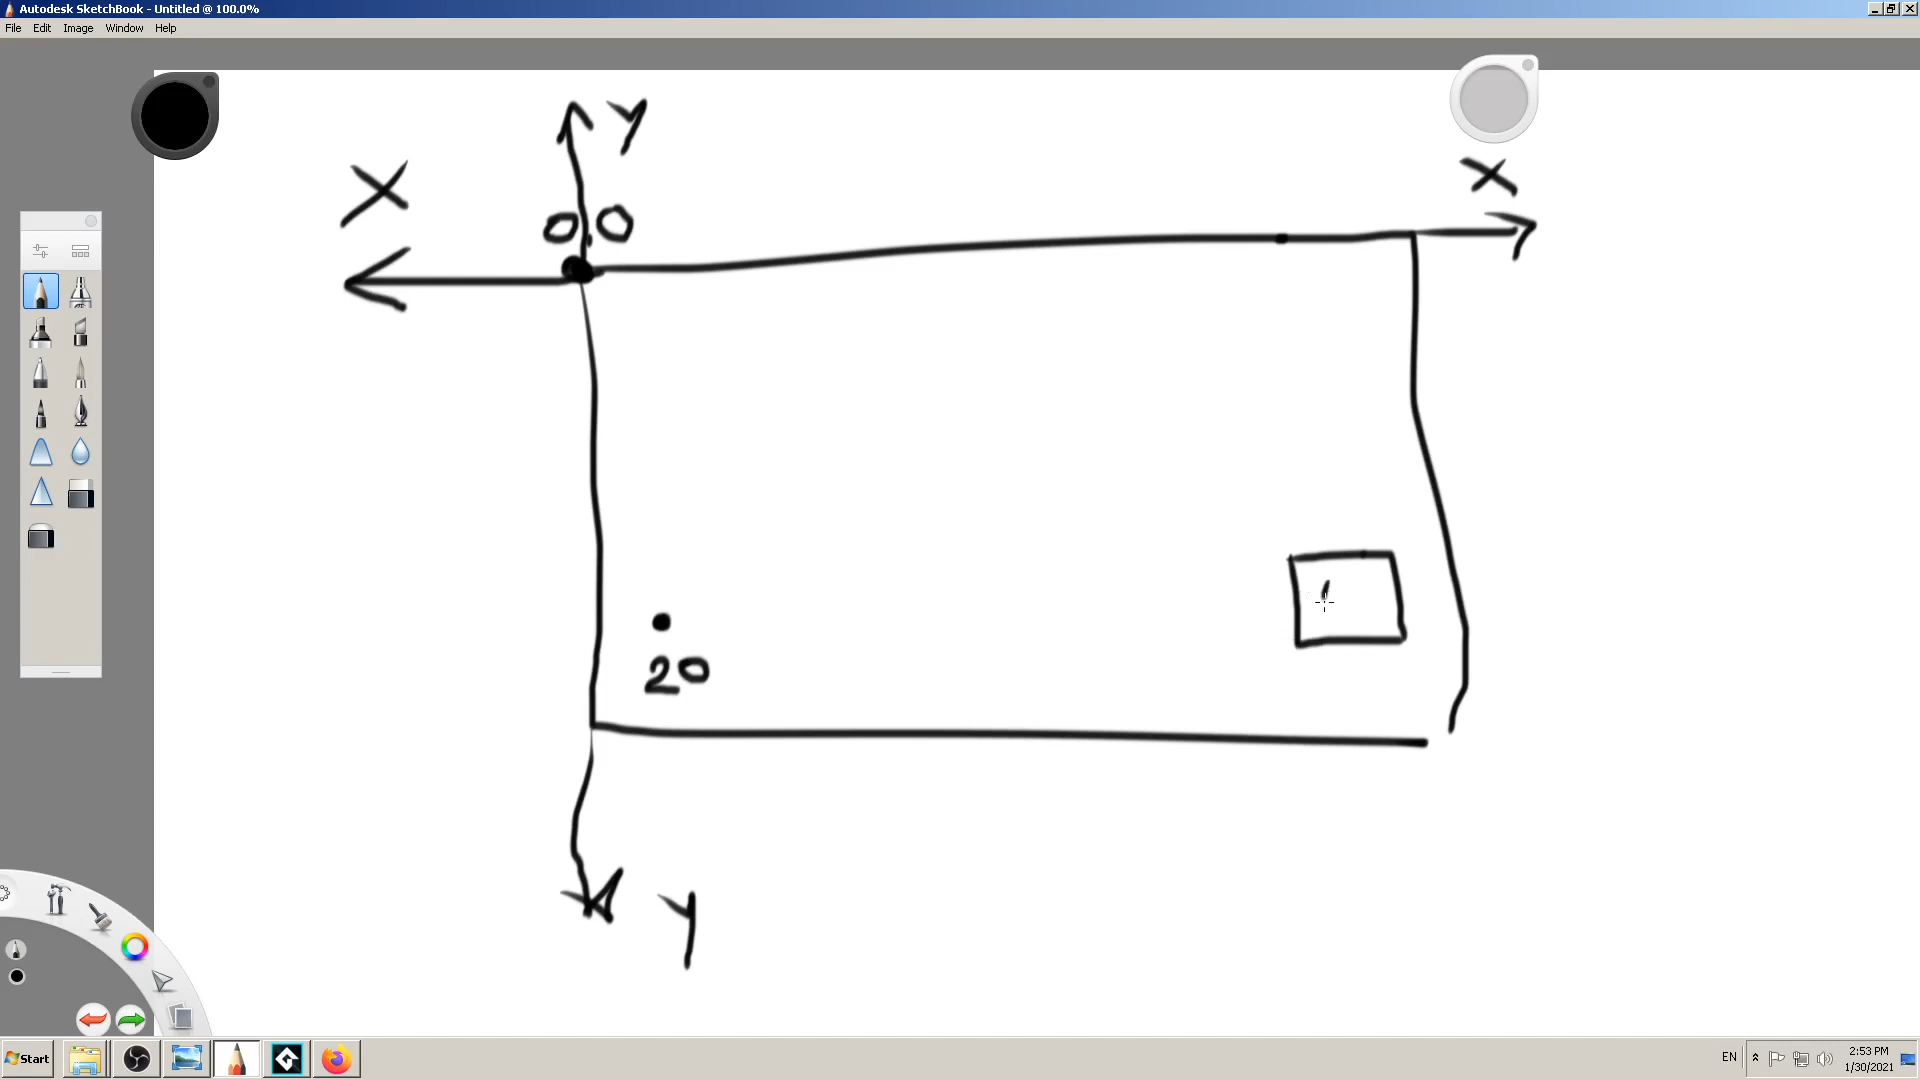 Autodesk SketchBook - Untitled @ 100.0%
File Edit Image Window Help
Y
X
X
0,0
20
Y
Start
EN
2:53 PM
1/30/2021